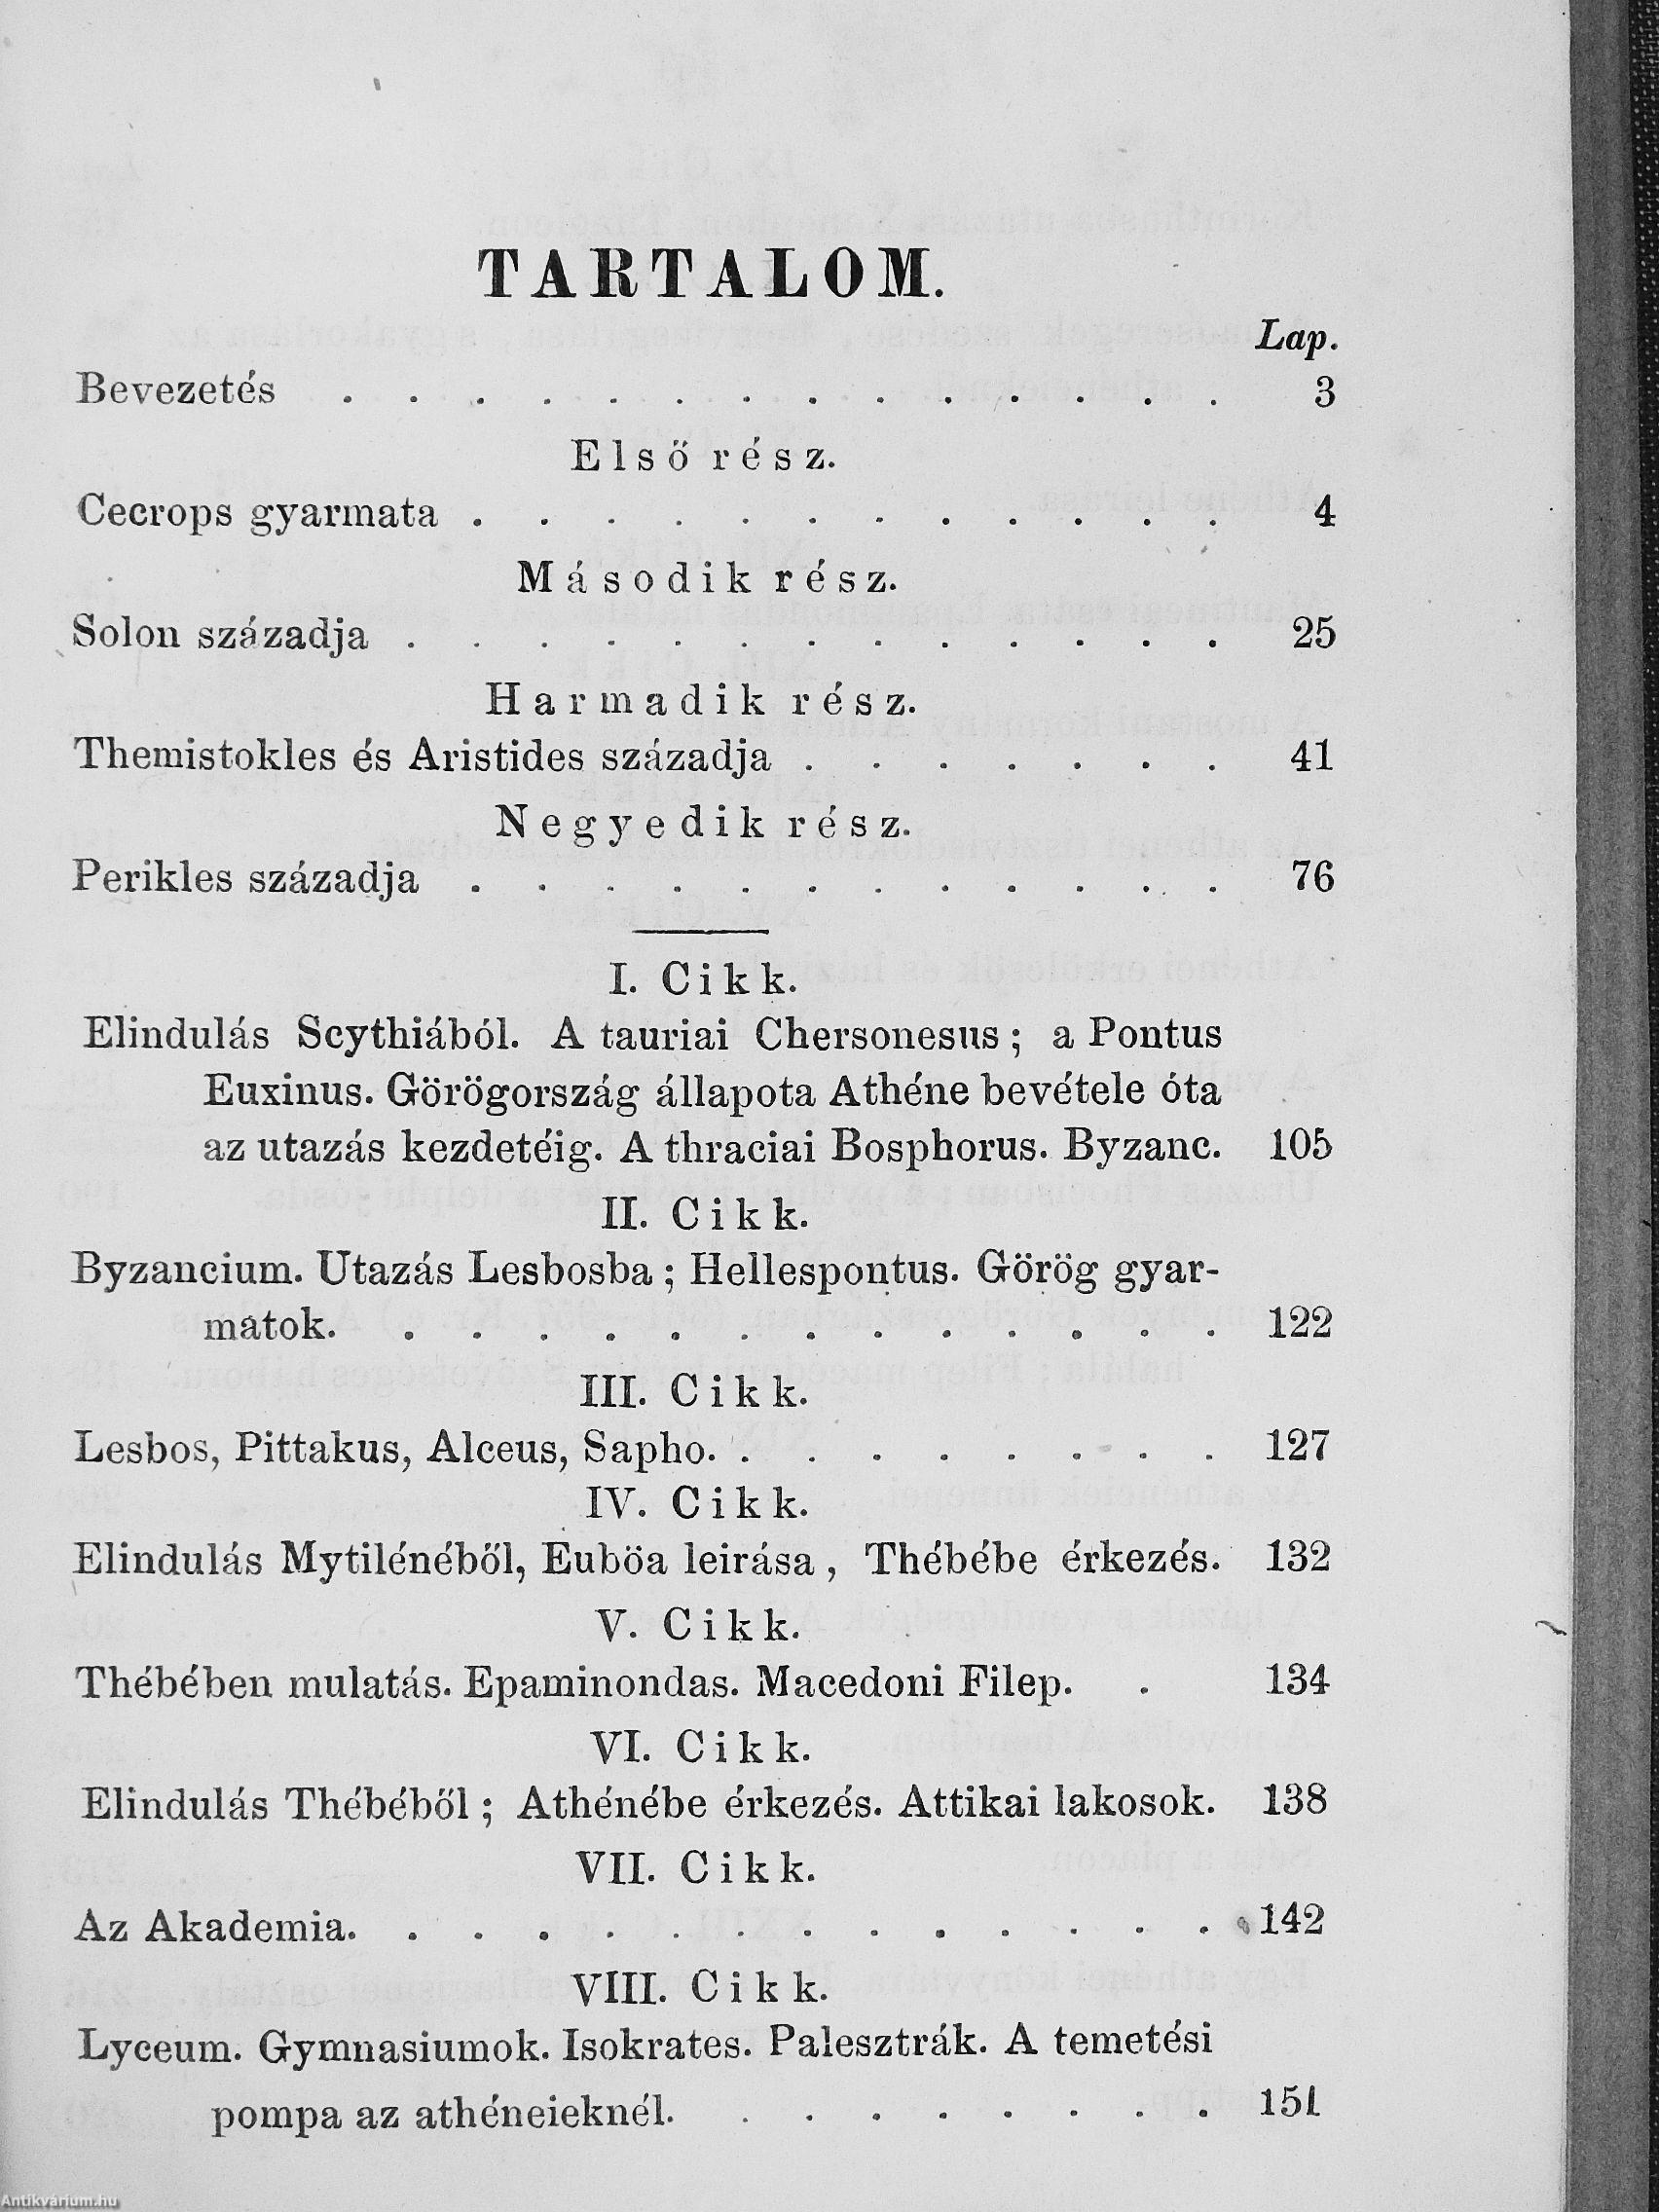 TARTALOM.
Lap.
Bevezetés . . . . . . . . . . . . . . 3
Első rész.
Cecrops gyarmata . . . . . . . . . . . . 4
Második rész.
Solon századja . . . . . . . . . . . . . 25
Harmadik rész.
Themistokles és Aristides századja . . . . . . . 41
Negyedik rész.
Perikles századja . . . . . . . . . . . . 76
I. Cikk.
Elindulás Scythiából. A tauriai Chersonesus; a Pontus
Euxinus. Görögország állapota Athéne bevétele óta
az utazás kezdetéig. A thraciai Bosphorus. Byzanc. 105
II. Cikk.
Byzancium. Utazás Lesbosba; Hellespontus. Görög gyar-
matok. . . . . . . . . . . . . . 122
III. Cikk.
Lesbos, Pittakus, Alceus, Sapho. . . . . . . . . 127
IV. Cikk.
Elindulás Mytilénéből, Euböa leirása, Thébébe érkezés. 132
V. Cikk.
Thébében mulatás. Epaminondas. Macedoni Filep. . 134
VI. Cikk.
Elindulás Thébéből; Athénébe érkezés. Attikai lakosok. 138
VII. Cikk.
Az Akademia. . . . . . . . . . . . . . 142
VIII. Cikk.
Lyceum. Gymnasiumok. Isokrates. Palesztrák. A temetési
pompa az athéneieknél. . . . . . . . . 151
Antikvárium.hu